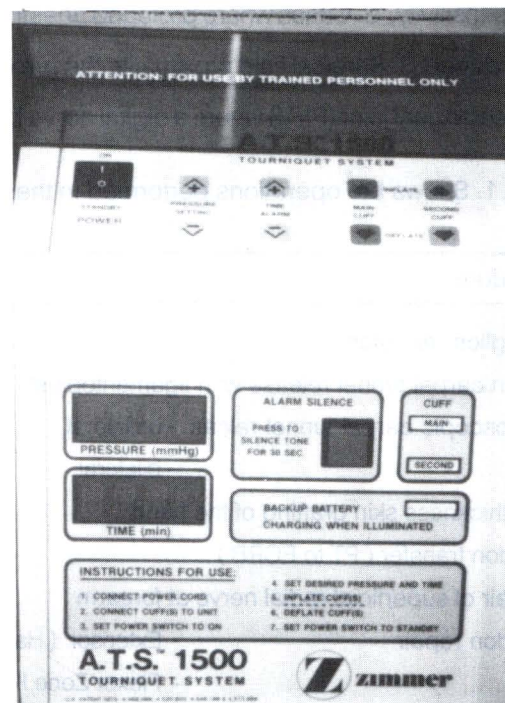 ATTENTION: FOR USE BY TRAINED PERSONNEL ONLY
A.T.S. 1500
TOURNIQUET SYSTEM
ON
I
O
STANDBY
POWER
PRESSURE
SETTING
TIME
ALARM
INFLATE
MAIN
CUFF
SECOND
CUFF
DEFLATE
PRESSURE (mmHg)
TIME (min)
ALARM SILENCE
PRESS TO
SILENCE TONE
FOR 30 SEC.
CUFF
MAIN
SECOND
BACKUP BATTERY
CHARGING WHEN ILLUMINATED
INSTRUCTIONS FOR USE:
1. CONNECT POWER CORD
2. CONNECT CUFF(S) TO UNIT
3. SET POWER SWITCH TO ON
4. SET DESIRED PRESSURE AND TIME
5. INFLATE CUFF(S)
6. DEFLATE CUFF(S)
7. SET POWER SWITCH TO STANDBY
A.T.S.™ 1500
TOURNIQUET SYSTEM
Z zimmer